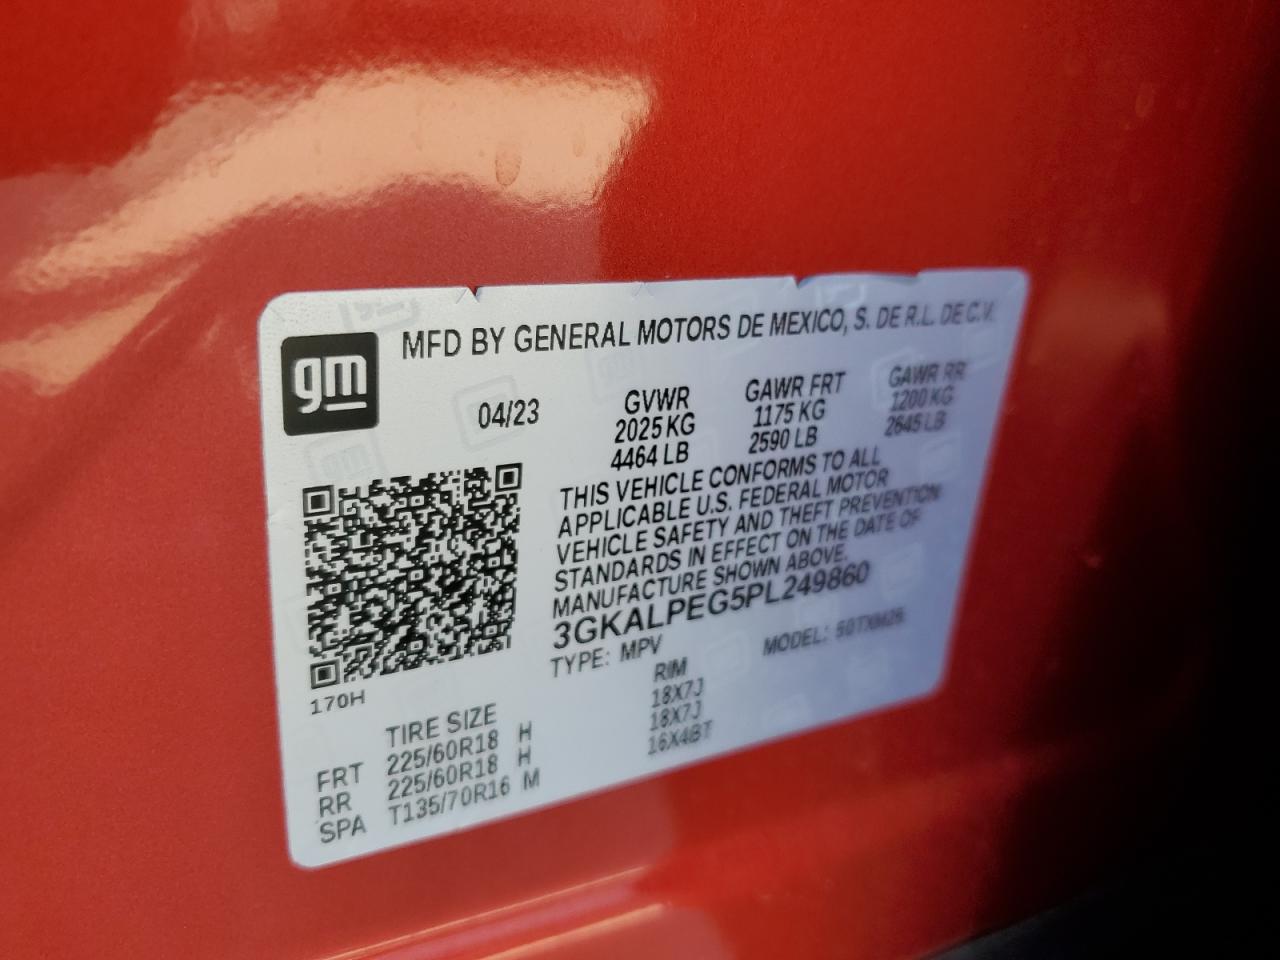 gm
MFD BY GENERAL MOTORS DE MEXICO, S. DE R.L. DE C.V.
04/23
GVWR GAWR FRT GAWR RR
2025 KG 1175 KG 1200 KG
4464 LB 2590 LB 2645 LB
THIS VEHICLE CONFORMS TO ALL
APPLICABLE U.S. FEDERAL MOTOR
VEHICLE SAFETY AND THEFT PREVENTION
STANDARDS IN EFFECT ON THE DATE OF
MANUFACTURE SHOWN ABOVE.
3GKALPEG5PL249860
TYPE: MPV MODEL:
170H
TIRE SIZE RIM
FRT 225/60R18 H 18X7J
RR 225/60R18 H 18X7J
SPA T135/70R16 M 16X4BT